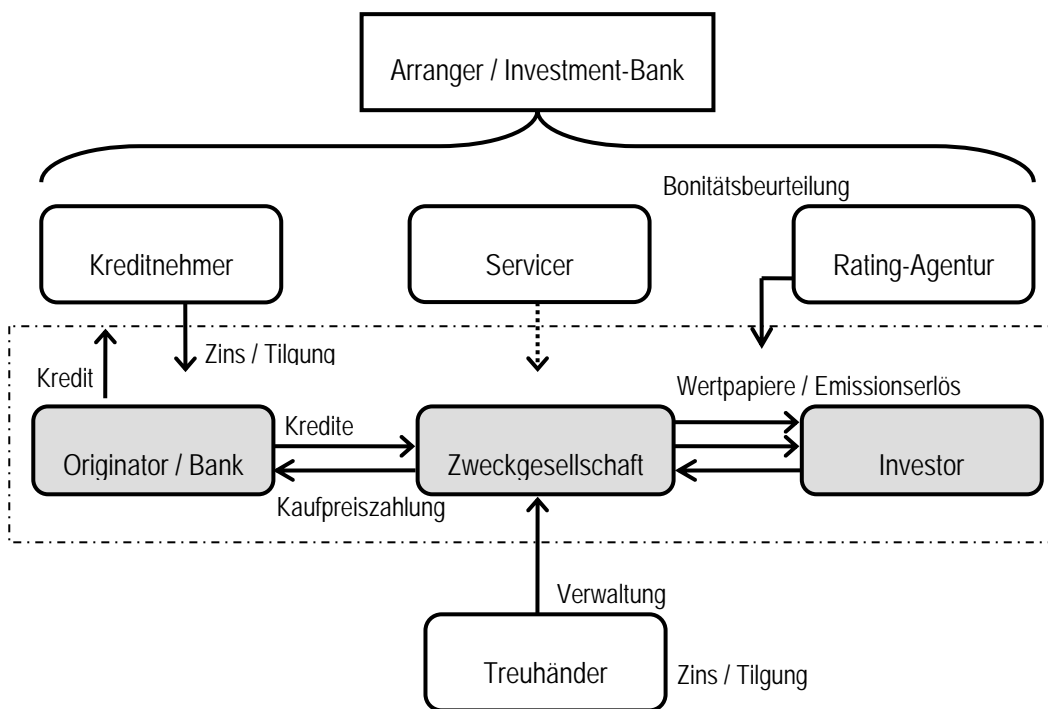 Arranger / Investment-Bank
Bonitätsbeurteilung
Kreditnehmer
Servicer
Rating-Agentur
Zins / Tilgung
Kredit
Wertpapiere / Emissionserlös
Kredite
Originator / Bank
Zweckgesellschaft
Investor
Kaufpreiszahlung
Verwaltung
Treuhänder
Zins / Tilgung